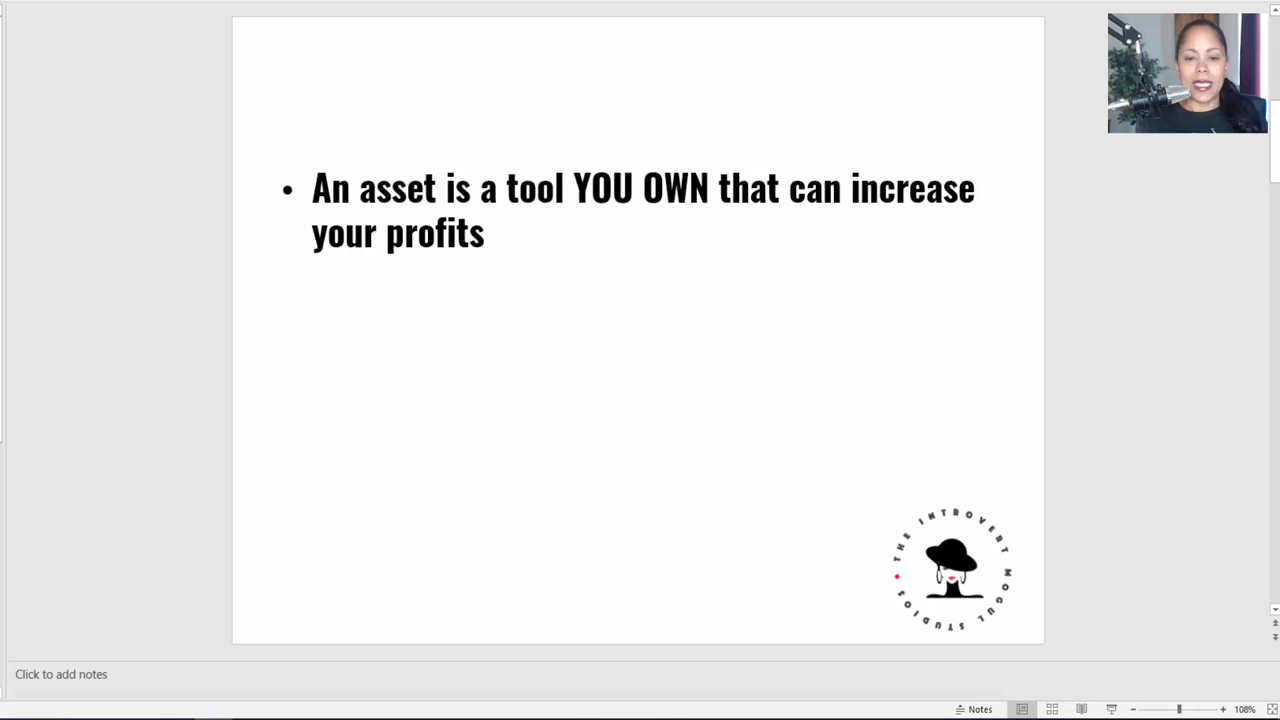 • An asset is a tool YOU OWN that can increase
your profits
• THE INTROVERT MOGUL STUDIOS
Click to add notes
Notes
108%